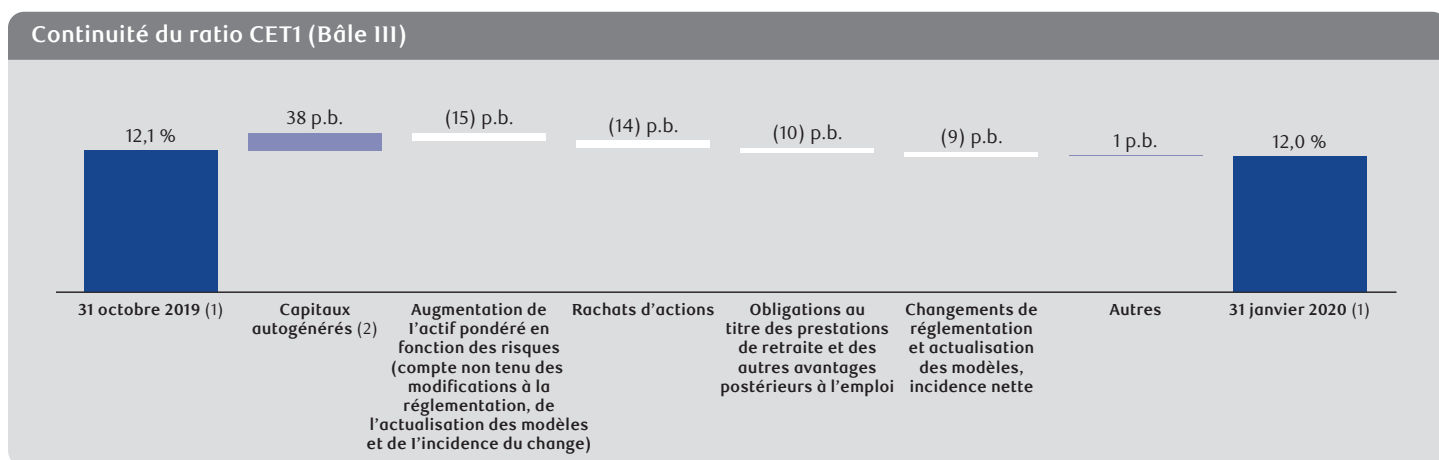 Continuité du ratio CET1 (Bâle III)
12,1 %
38 p.b.
(15) p.b.
(14) p.b.
(10) p.b.
(9) p.b.
1 p.b.
12,0 %
31 octobre 2019 (1)
Capitaux
autogénérés (2)
Augmentation de
l'actif pondéré en
fonction des risques
(compte non tenu des
modifications à la
réglementation, de
l'actualisation des modèles
et de l'incidence du change)
Rachats d'actions
Obligations au
titre des prestations
de retraite et des
autres avantages
postérieurs à l'emploi
Changements de
réglementation
et actualisation
des modèles,
incidence nette
Autres
31 janvier 2020 (1)